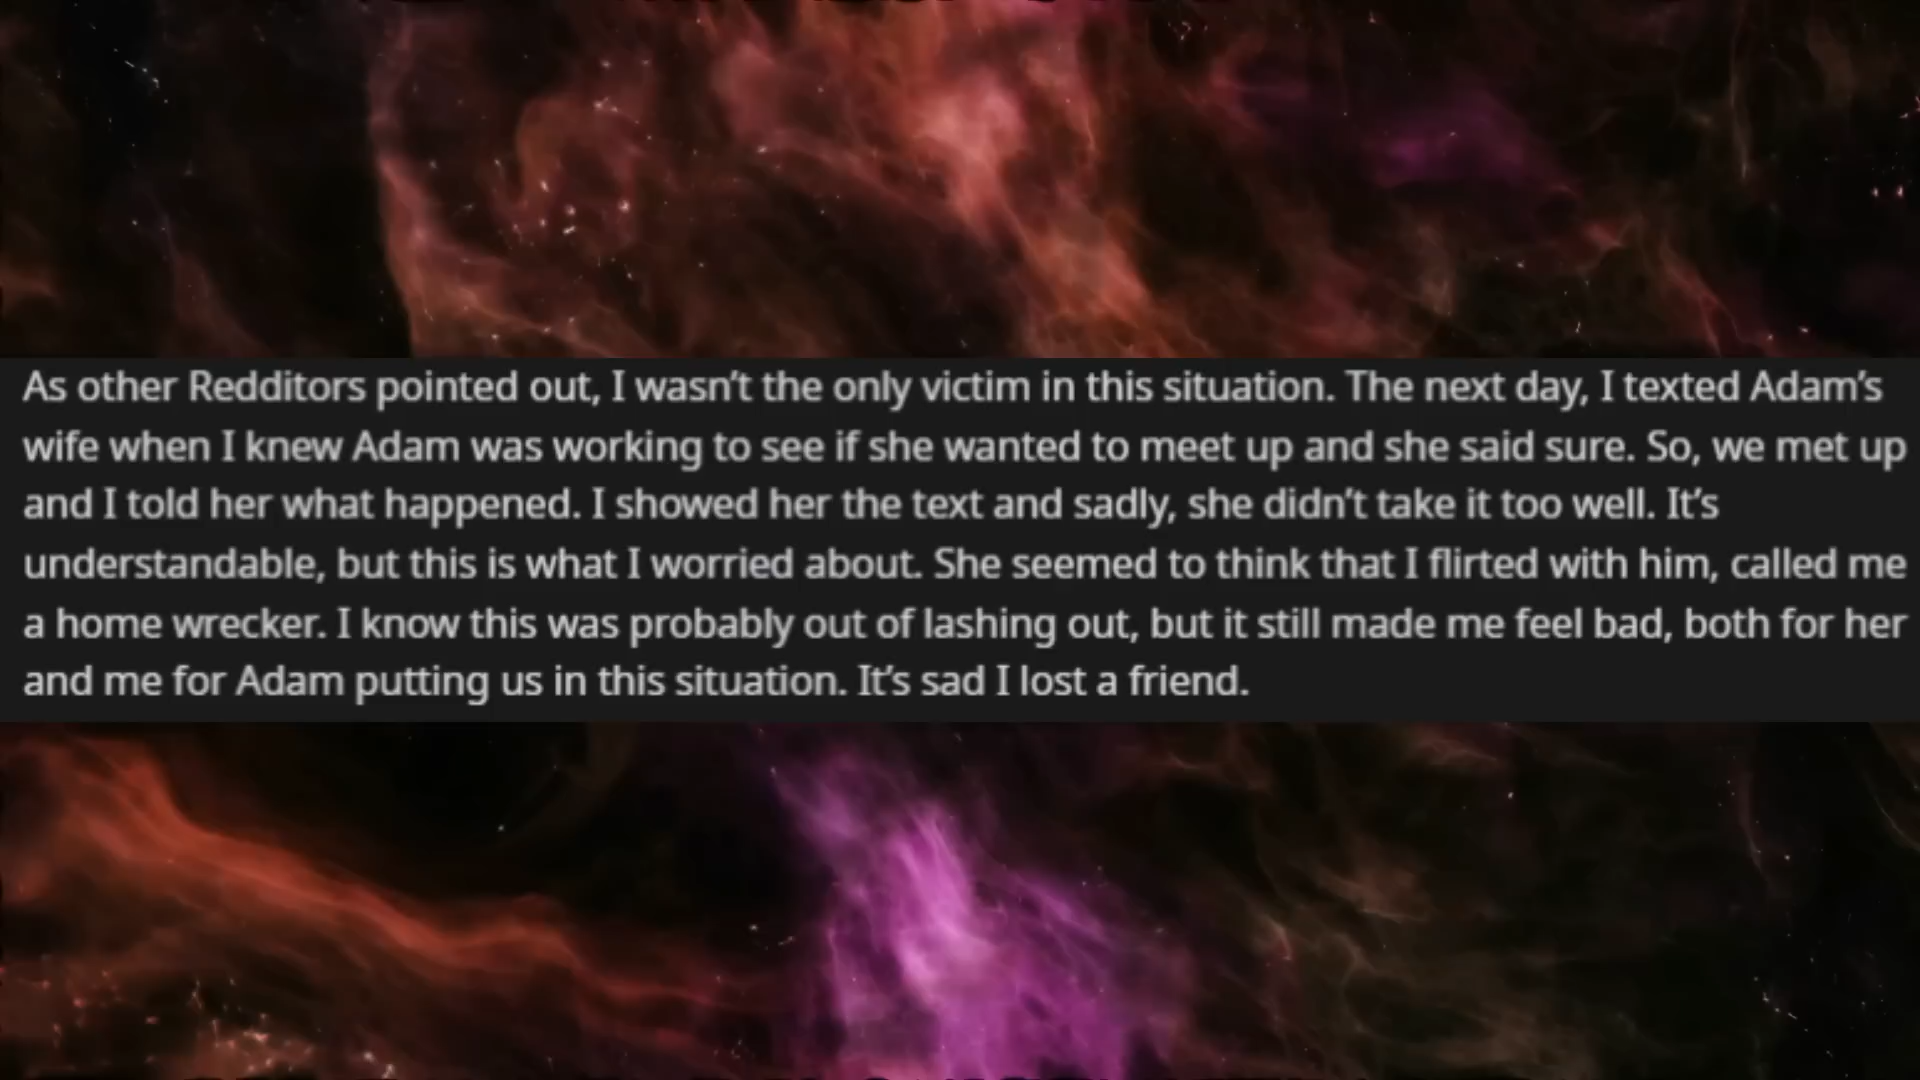 As other Redditors pointed out, I wasn’t the only victim in this situation. The next day, I texted Adam’s
wife when I knew Adam was working to see if she wanted to meet up and she said sure. So, we met up
and I told her what happened. I showed her the text and sadly, she didn’t take it too well. It’s
understandable, but this is what I worried about. She seemed to think that I flirted with him, called me
a home wrecker. I know this was probably out of lashing out, but it still made me feel bad, both for her
and me for Adam putting us in this situation. It’s sad I lost a friend.